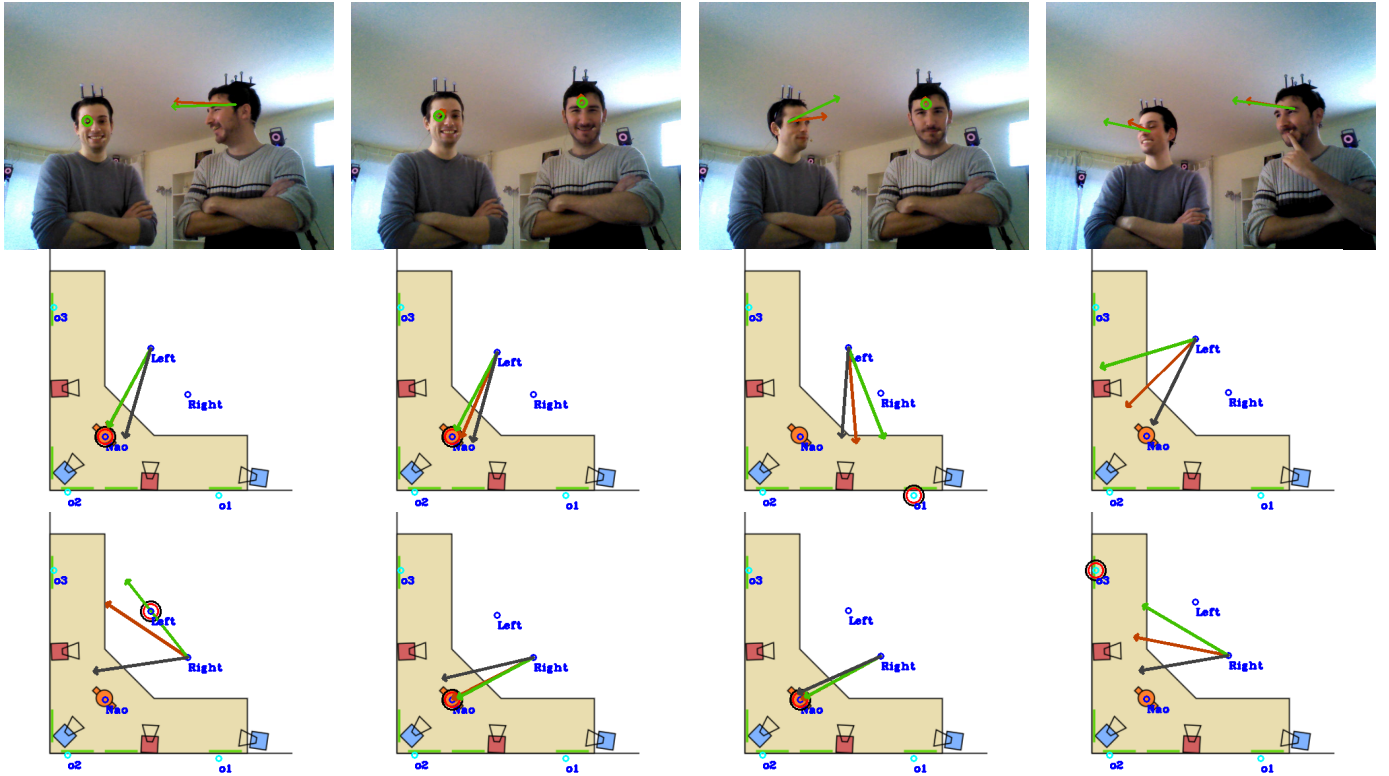 o3 o3 o3 o3
Left Left Left Left
Right Right Right Right
Nao Nao Nao Nao
o2 o1 o2 o1 o2 o1 o2 o1
o3 o3 o3 o3
Left Left Left Left
Right Right Right Right
Nao Nao Nao Nao
o2 o1 o2 o1 o2 o1 o2 o1